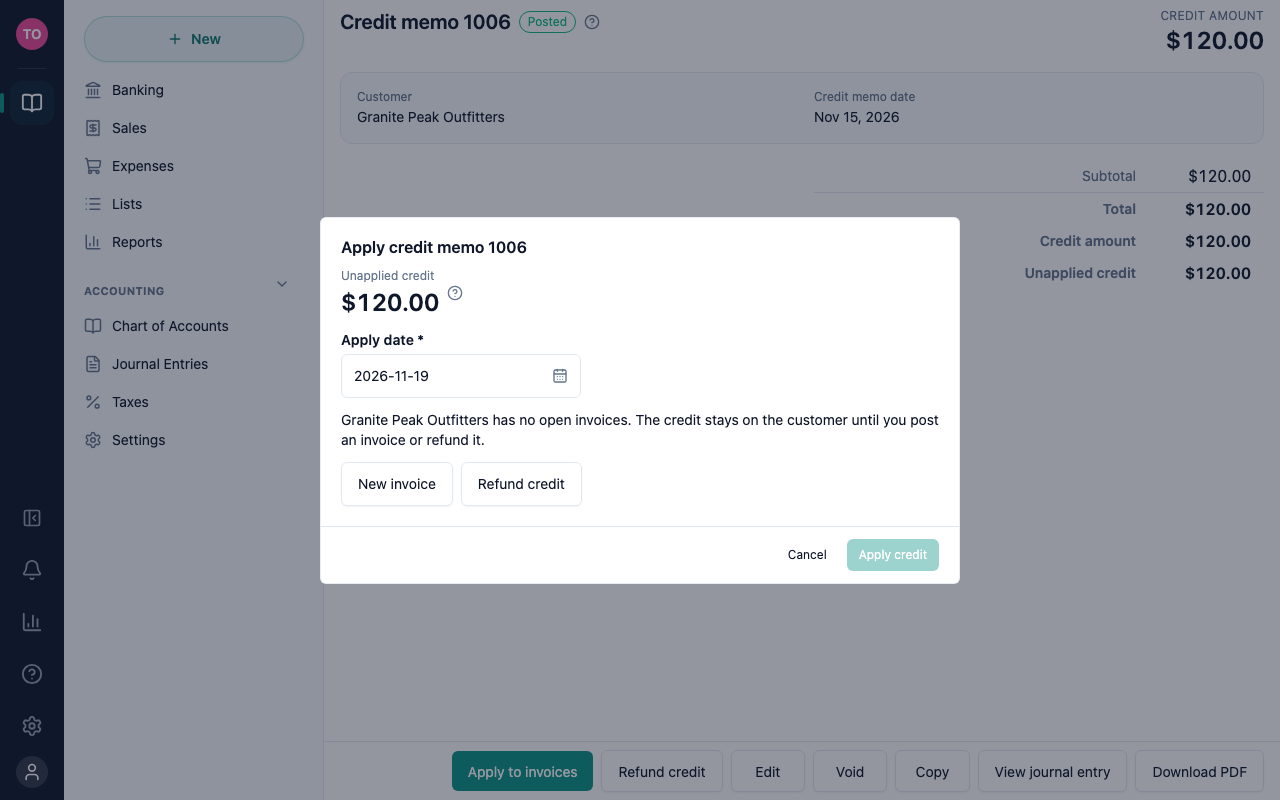 TO
New
Banking
Sales
Expenses
Lists
Reports
ACCOUNTING
Chart of Accounts
Journal Entries
Taxes
Settings
Credit memo 1006
Posted
CREDIT AMOUNT
$120.00
Customer
Granite Peak Outfitters
Credit memo date
Nov 15, 2026
Subtotal $120.00
Total $120.00
Credit amount $120.00
Unapplied credit $120.00
Apply credit memo 1006
Unapplied credit
$120.00
Apply date *
2026-11-19
Granite Peak Outfitters has no open invoices. The credit stays on the customer until you post
an invoice or refund it.
New invoice
Refund credit
Cancel
Apply credit
Apply to invoices
Refund credit
Edit
Void
Copy
View journal entry
Download PDF